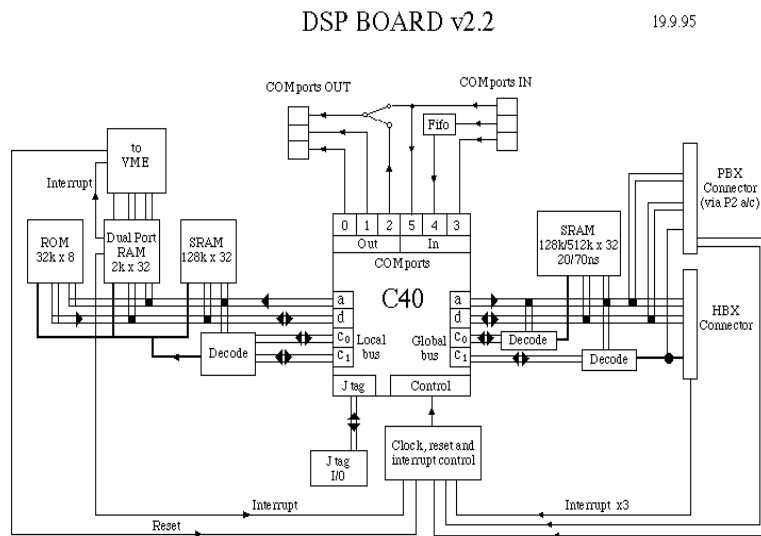 DSP BOARD v2.2
19.9.95
COMports OUT
COMports IN
Fifo
to
VME
Interrupt
PBX
Connector
(via P2 a/c)
ROM
32k x 8
Dual Port
RAM
2k x 32
SRAM
128k x 32
0 1 2 5 4 3
Out In
COMports
SRAM
128k/512k x 32
20/70ns
C40
a
d
C0
C1
Local
bus
Global
bus
a
d
C0
C1
Decode
Decode
Decode
HBX
Connector
Jtag
Control
Jtag
I/0
Clock, reset and
interrupt control
Interrupt
Interrupt x3
Reset